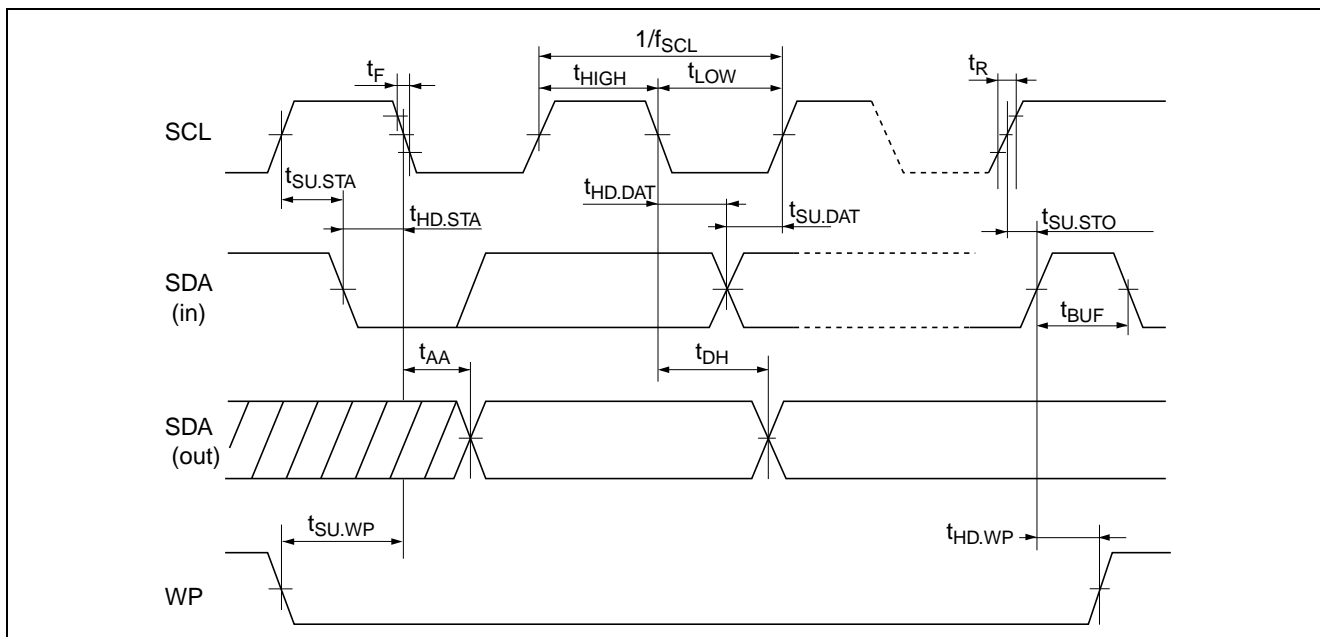 1/fSCL
tF
tHIGH
tLOW
tR
SCL
tSU.STA
tHD.STA
tHD.DAT
tSU.DAT
tSU.STO
SDA
(in)
tBUF
tAA
tDH
SDA
(out)
tSU.WP
tHD.WP
WP